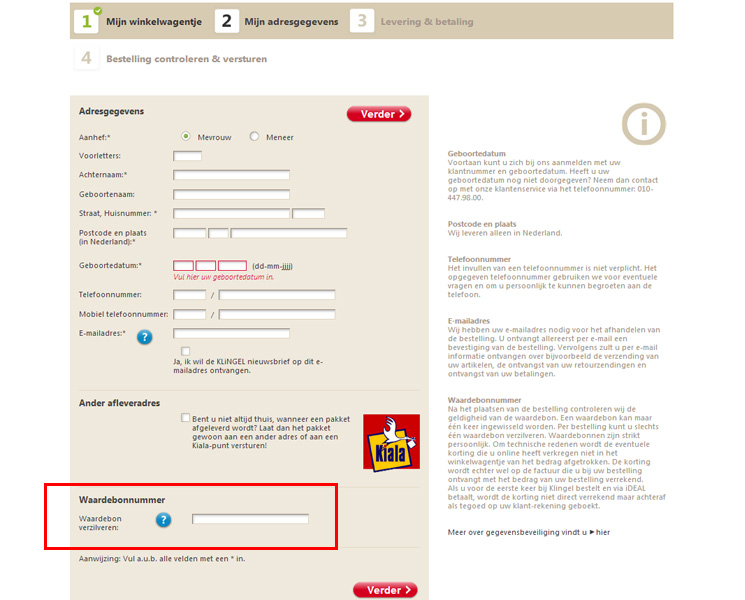 1 Mijn winkelwagentje 2 Mijn adresgegevens 3 Levering & betaling
4 Bestelling controleren & versturen
Adresgegevens
Verder
Aanhef:* Mevrouw Meneer
Voorletters:
Achternaam:*
Geboortenaam:
Straat, Huisnummer: *
Postcode en plaats
(in Nederland):*
Geboortedatum:* (dd-mm-jjjj)
Vul hier uw geboortedatum in.
Telefoonnummer: /
Mobiel telefoonnummer: /
E-mailadres:* ?
Ja, ik wil de KLiNGEL nieuwsbrief op dit e-
mailadres ontvangen.
Ander afleveradres
Bent u niet altijd thuis, wanneer een pakket
afgeleverd wordt? Laat dan het pakket
gewoon aan een ander adres of aan een
Kiala-punt versturen!
Kiala
Waardebonnummer
Waardebon
verzilveren: ?
Aanwijzing: Vul a.u.b. alle velden met een * in.
Verder
i
Geboortedatum
Voortaan kunt u zich bij ons aanmelden met uw
klantnummer en geboortedatum. Heeft u uw
geboortedatum nog niet doorgegeven? Neem dan contact
op met onze klantenservice via het telefoonnummer: 010-
447.98.00.
Postcode en plaats
Wij leveren alleen in Nederland.
Telefoonnummer
Het invullen van een telefoonnummer is niet verplicht. Het
opgegeven telefoonnummer gebruiken we voor eventuele
vragen en om u persoonlijk te kunnen begroeten aan de
telefoon.
E-mailadres
Wij hebben uw e-mailadres nodig voor het afhandelen van
de bestelling. U ontvangt allereerst per e-mail een
bevestiging van de bestelling. Vervolgens zult u per e-mail
informatie ontvangen over bijvoorbeeld de verzending van
uw artikelen, de ontvangst van uw retourzendingen en
ontvangst van uw betalingen.
Waardebonnummer
Na het plaatsen van de bestelling controleren wij de
geldigheid van de waardebon. Een waardebon kan maar
één keer ingewisseld worden. Per bestelling kunt u slechts
één waardebon verzilveren. Waardebonnen zijn strikt
persoonlijk. Om technische redenen wordt de eventuele
korting die u online heeft verkregen niet in het
winkelwagentje van het bedrag afgetrokken. De korting
wordt echter wel op de factuur die u bij uw bestelling
ontvangt met het bedrag van uw bestelling verrekend.
Als u voor de eerste keer bij Klingel bestelt en via iDEAL
betaalt, wordt de korting niet direct verrekend maar achteraf
als tegoed op uw klant-rekening geboekt.
Meer over gegevensbeveiliging vindt u hier